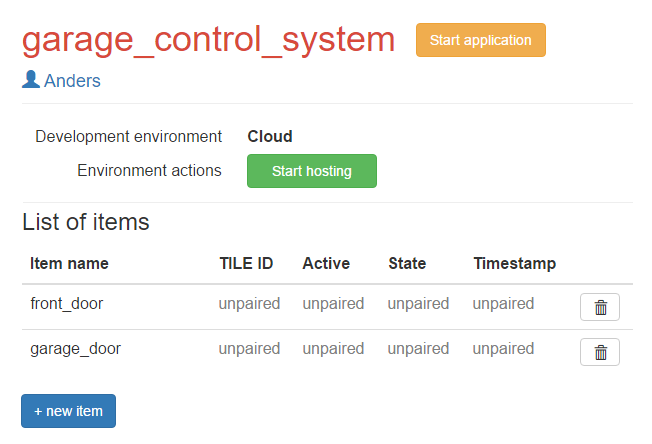 garage_control_system Start application
Anders
Development environment Cloud
Environment actions Start hosting
List of items
Item name TILE ID Active State Timestamp
front_door unpaired unpaired unpaired unpaired
garage_door unpaired unpaired unpaired unpaired
+ new item